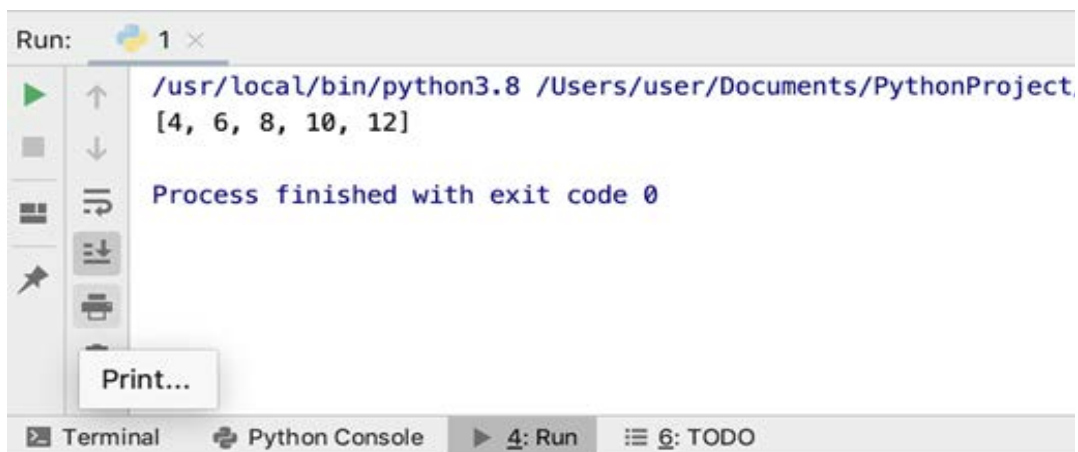 Run: 1 ×
/usr/local/bin/python3.8 /Users/user/Documents/PythonProject/
[4, 6, 8, 10, 12]
Process finished with exit code 0
Print...
Terminal Python Console 4: Run 6: TODO